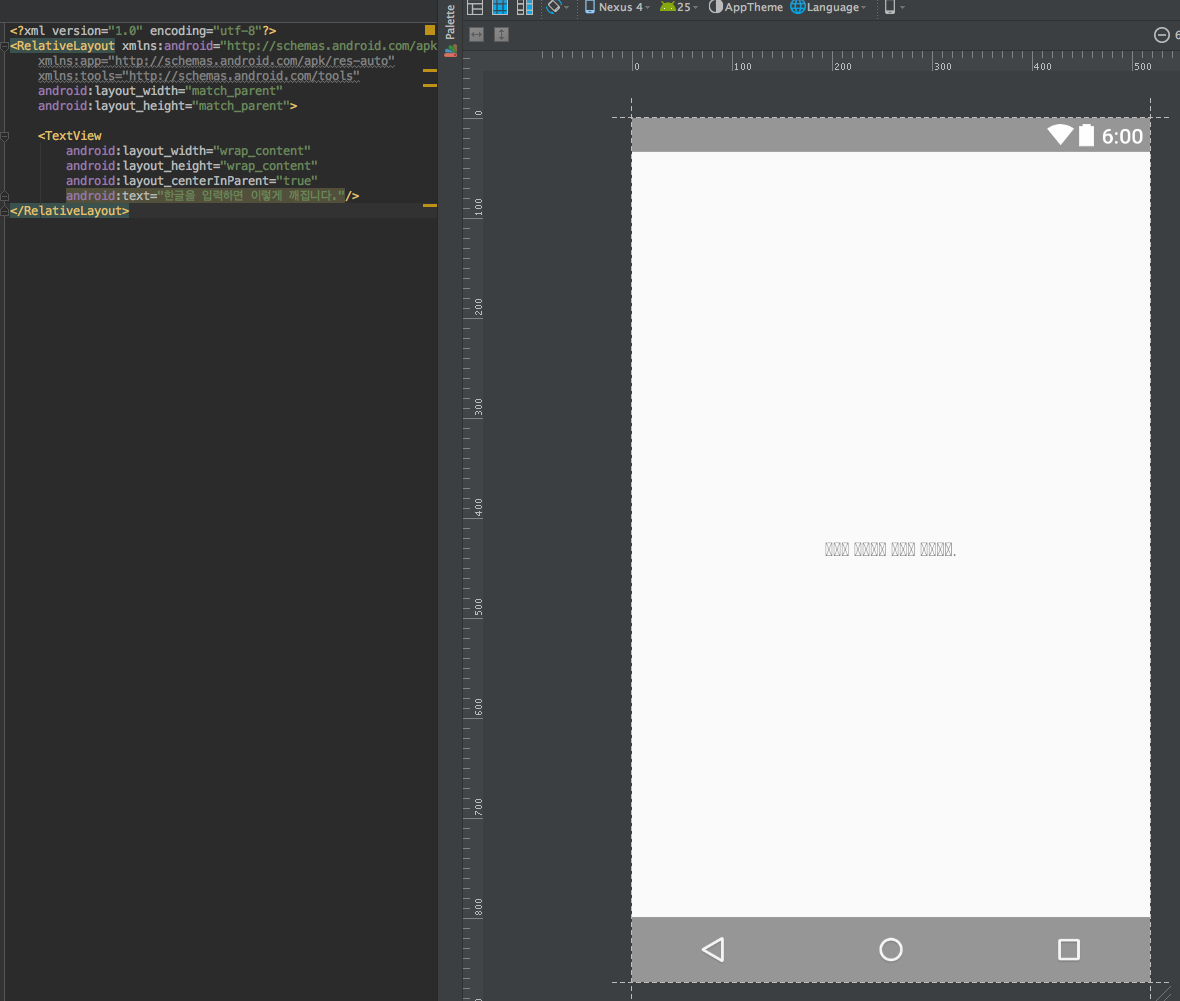 Nexus 4 25 AppTheme Language
Palette
6
<?xml version="1.0" encoding="utf-8"?>
<RelativeLayout xmlns:android="http://schemas.android.com/apk
xmlns:app="http://schemas.android.com/apk/res-auto"
xmlns:tools="http://schemas.android.com/tools"
android:layout_width="match_parent"
android:layout_height="match_parent">
<TextView
android:layout_width="wrap_content"
android:layout_height="wrap_content"
android:layout_centerInParent="true"
android:text="한글을 입력하면 이렇게 깨집니다."/>
</RelativeLayout>
0 100 200 300 400 500
0
100
200
300
400
500
600
700
800
6:00